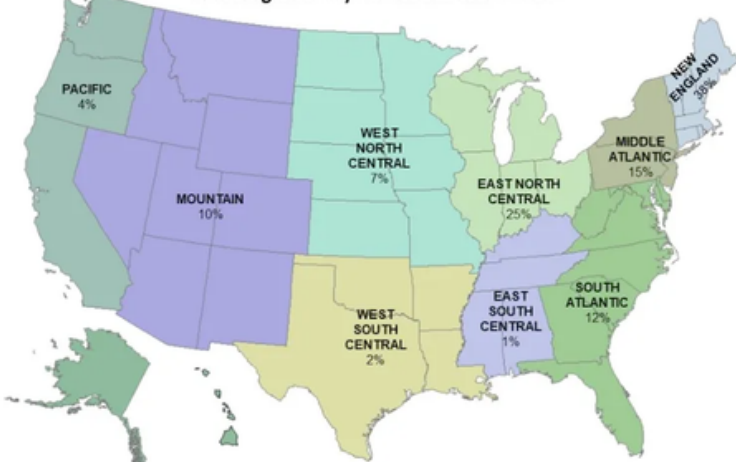 PACIFIC
4%
MOUNTAIN
10%
WEST
NORTH
CENTRAL
7%
WEST
SOUTH
CENTRAL
2%
EAST NORTH
CENTRAL
25%
EAST
SOUTH
CENTRAL
1%
SOUTH
ATLANTIC
12%
MIDDLE
ATLANTIC
15%
NEW
ENGLAND
38%